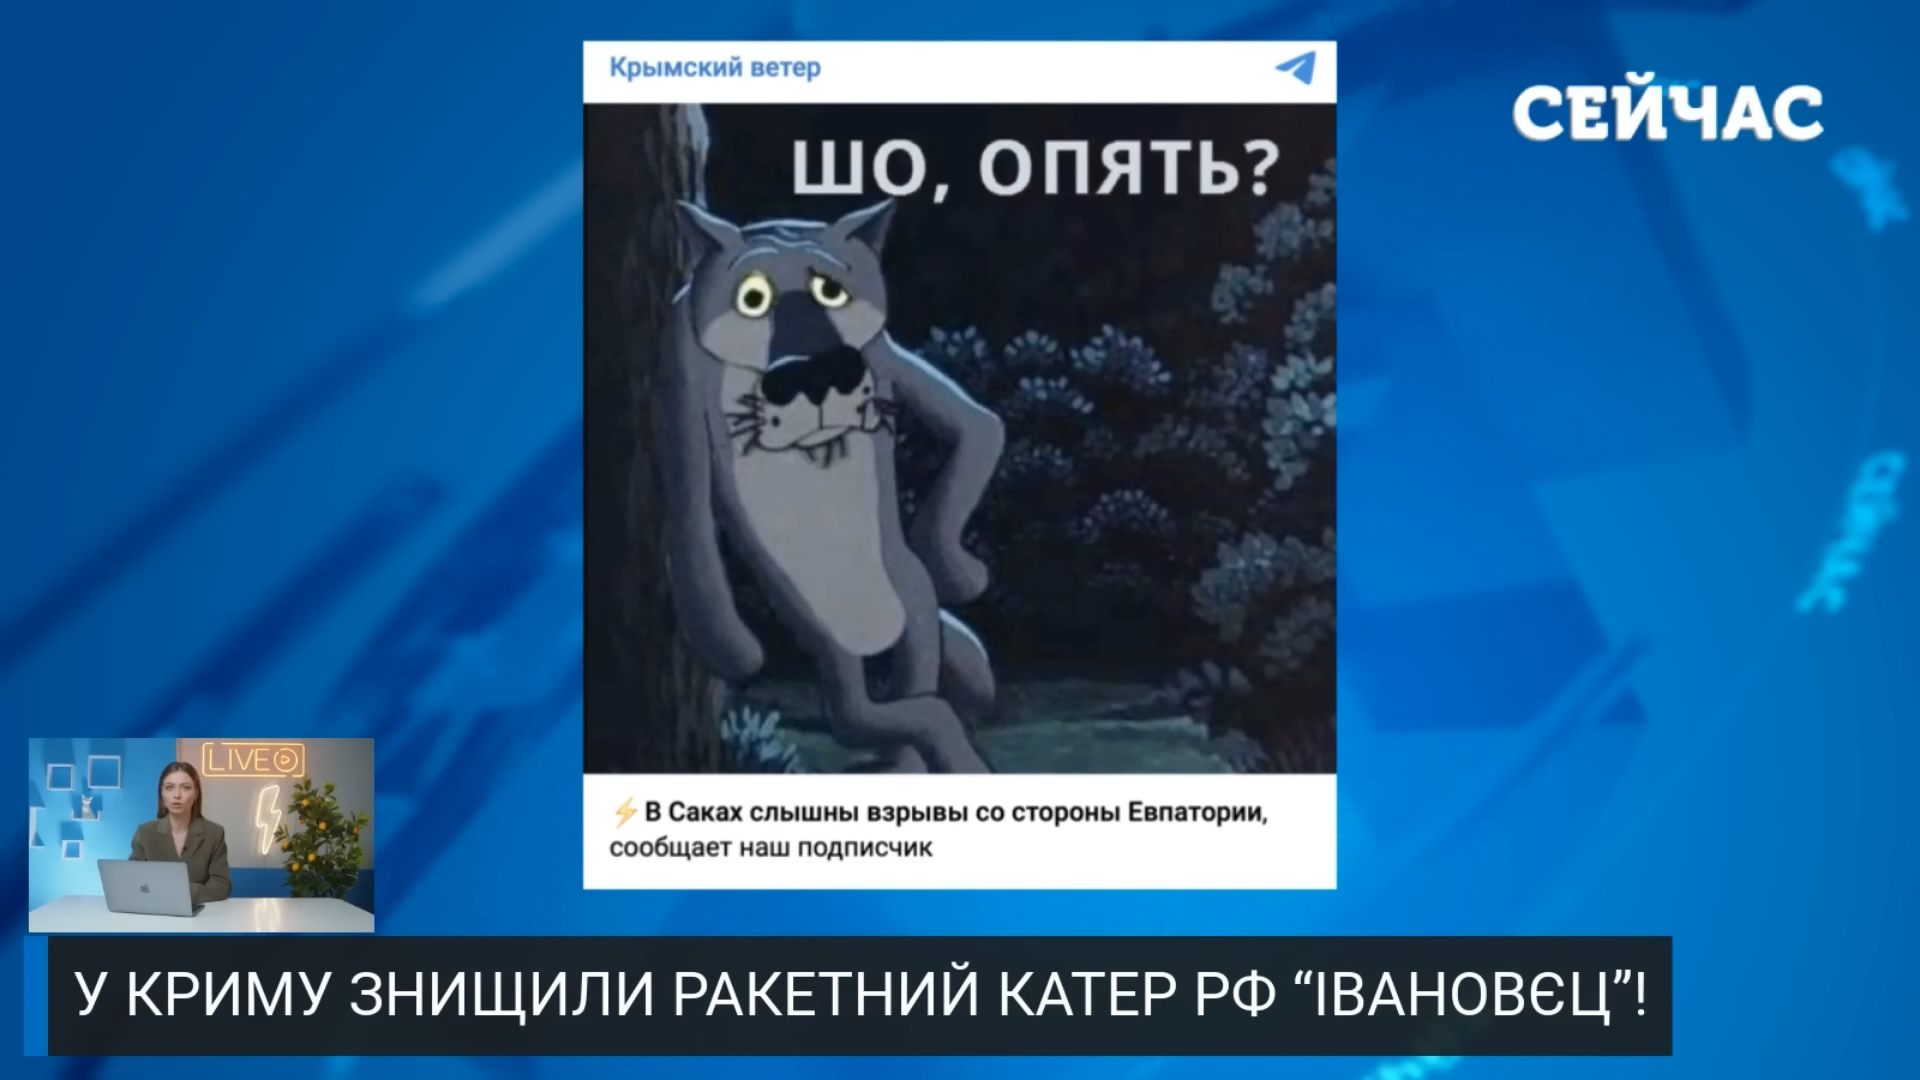 Крымский ветер
СЕЙЧАС
ШО, ОПЯТЬ?
LIVE
⚡В Саках слышны взрывы со стороны Евпатории,
сообщает наш подписчик
У КРИМУ ЗНИЩИЛИ РАКЕТНИЙ КАТЕР РФ “ІВАНОВЄЦ”!